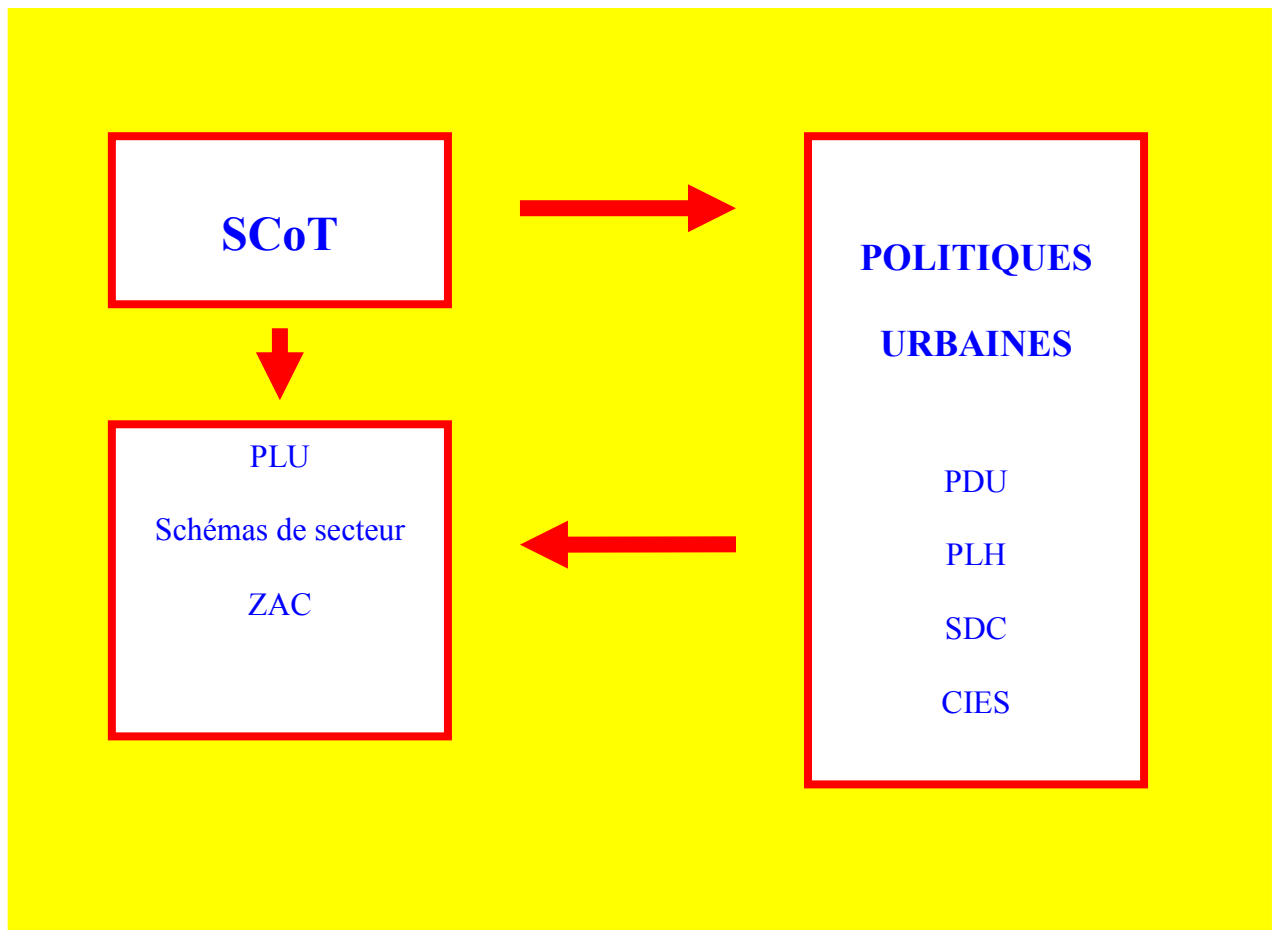 SCoT
PLU
Schémas de secteur
ZAC
POLITIQUES
URBAINES
PDU
PLH
SDC
CIES